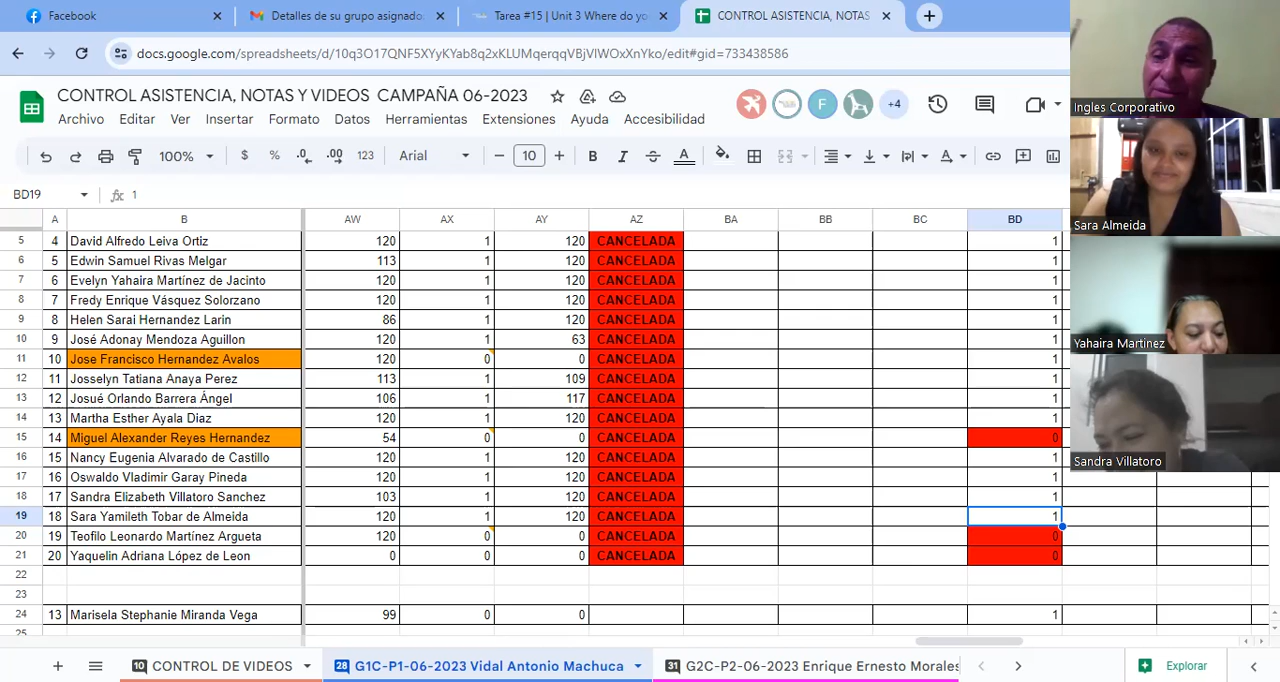 Facebook
Detalles de su grupo asignado
Tarea #15 | Unit 3 Where do yo
CONTROL ASISTENCIA, NOTAS
docs.google.com/spreadsheets/d/10q3O17QNF5XYyKYab8q2xKLUMqerqqVBjVlWOxXnYko/edit#gid=733438586
CONTROL ASISTENCIA, NOTAS Y VIDEOS CAMPAÑA 06-2023
+4
Archivo Editar Ver Insertar Formato Datos Herramientas Extensiones Ayuda Accesibilidad
100% $ % .0 .00 123 Arial 10 B I A A
BD19 fx 1
A B AW AX AY AZ BA BB BC BD
5 4 David Alfredo Leiva Ortiz 120 1 120 CANCELADA 1
6 5 Edwin Samuel Rivas Melgar 113 1 120 CANCELADA 1
7 6 Evelyn Yahaira Martínez de Jacinto 120 1 120 CANCELADA 1
8 7 Fredy Enrique Vásquez Solorzano 120 1 120 CANCELADA 1
9 8 Helen Sarai Hernandez Larin 86 1 120 CANCELADA 1
10 9 José Adonay Mendoza Aguillon 120 1 63 CANCELADA 1
11 10 Jose Francisco Hernandez Avalos 120 0 0 CANCELADA 1
12 11 Josselyn Tatiana Anaya Perez 113 1 109 CANCELADA 1
13 12 Josué Orlando Barrera Ángel 106 1 117 CANCELADA 1
14 13 Martha Esther Ayala Diaz 120 1 120 CANCELADA 1
15 14 Miguel Alexander Reyes Hernandez 54 0 0 CANCELADA 0
16 15 Nancy Eugenia Alvarado de Castillo 120 1 120 CANCELADA 1
17 16 Oswaldo Vladimir Garay Pineda 120 1 120 CANCELADA 1
18 17 Sandra Elizabeth Villatoro Sanchez 103 1 120 CANCELADA 1
19 18 Sara Yamileth Tobar de Almeida 120 1 120 CANCELADA 1
20 19 Teofilo Leonardo Martínez Argueta 120 0 0 CANCELADA 0
21 20 Yaquelin Adriana López de Leon 0 0 0 CANCELADA 0
22
23
24 13 Marisela Stephanie Miranda Vega 99 0 0 1
25
10 CONTROL DE VIDEOS
28 G1C-P1-06-2023 Vidal Antonio Machuca
31 G2C-P2-06-2023 Enrique Ernesto Morales
Explorar
Ingles Corporativo
Sara Almeida
Yahaira Martinez
Sandra Villatoro